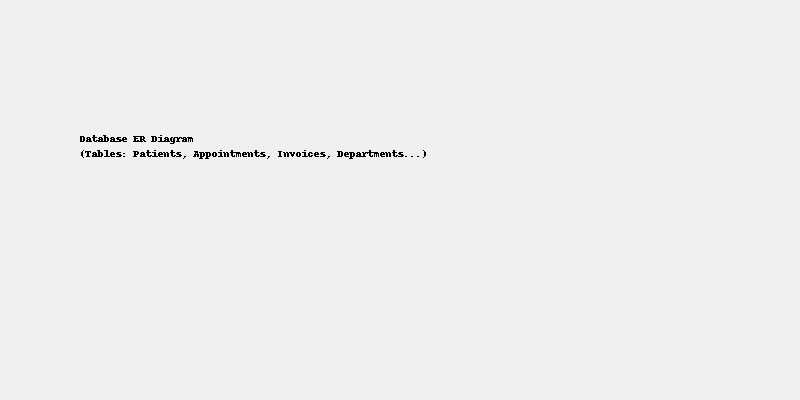 Database ER Diagram
(Tables: Patients, Appointments, Invoices, Departments...)